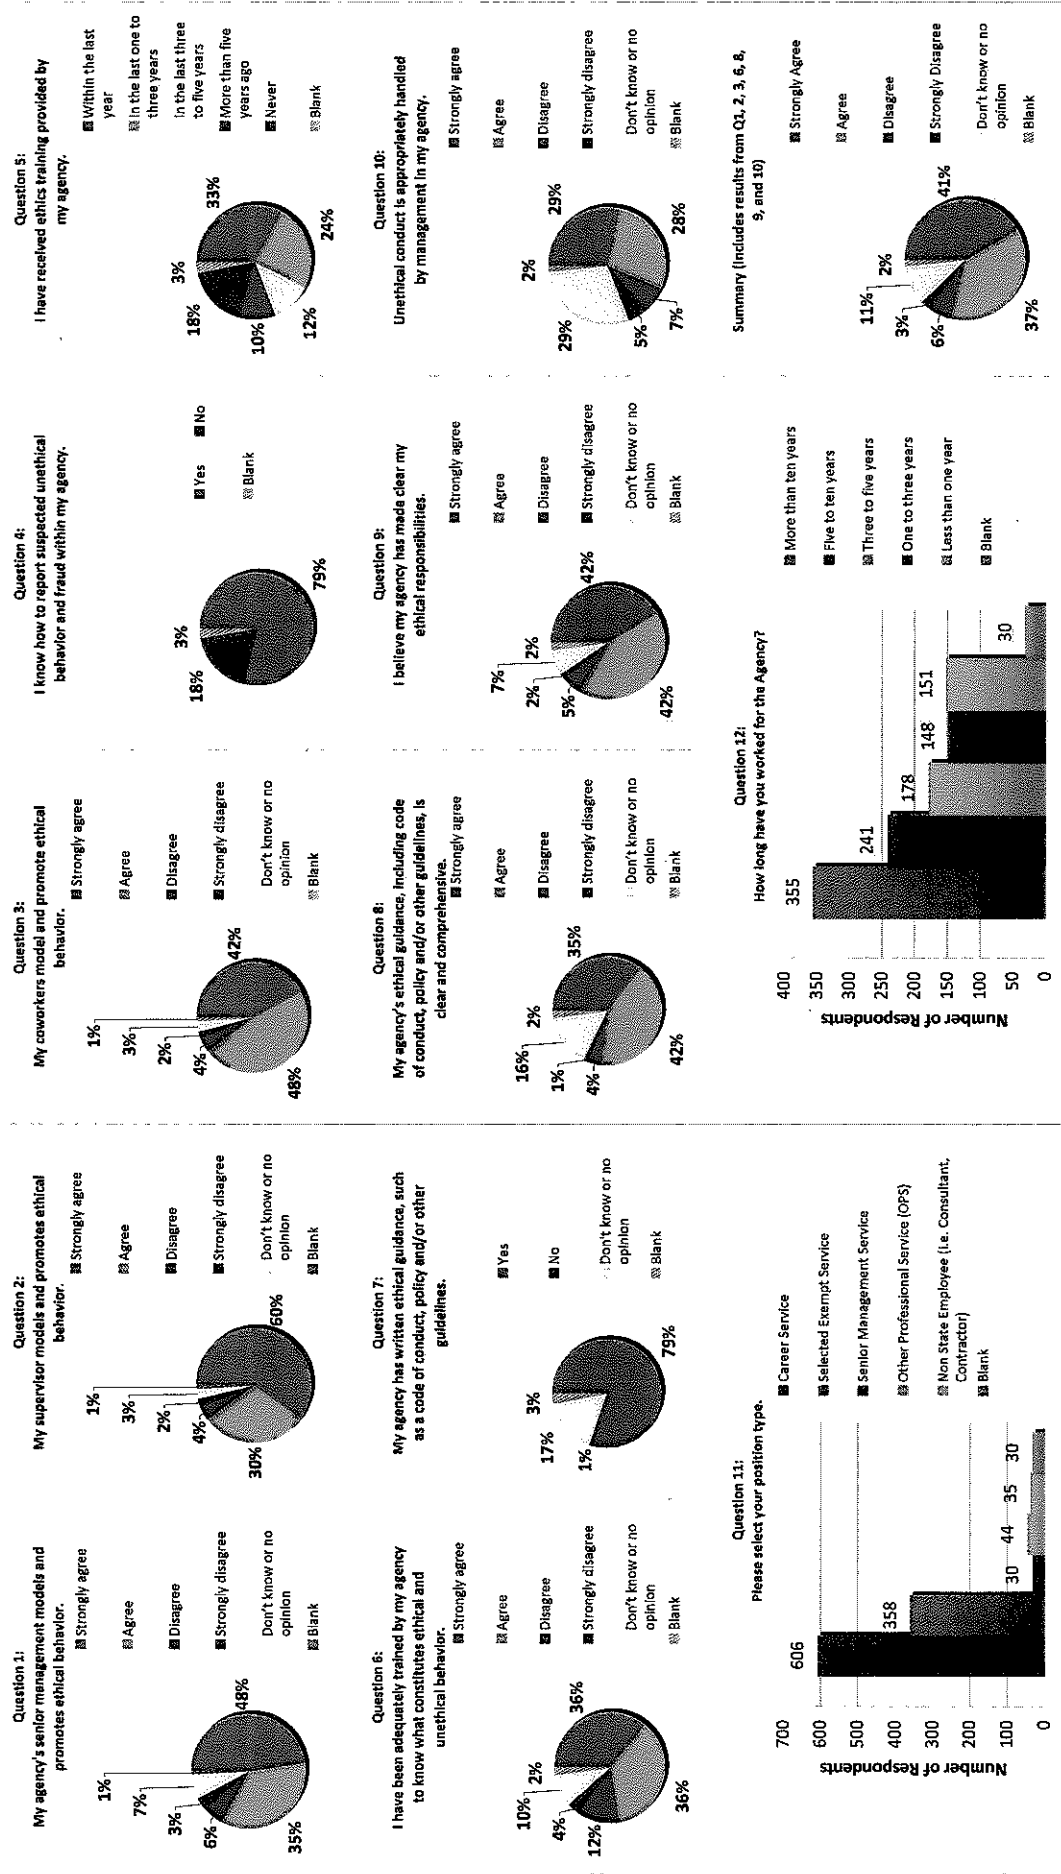 Question 1:
My agency's senior management models and
promotes ethical behavior.
1%
7%
3%
6%
35%
48%
Strongly agree
Agree
Disagree
Strongly disagree
Don't know or no
opinion
Blank
Question 2:
My supervisor models and promotes ethical
behavior.
1%
3%
2%
4%
30%
60%
Strongly agree
Agree
Disagree
Strongly disagree
Don't know or no
opinion
Blank
Question 3:
My coworkers model and promote ethical
behavior.
1%
3%
2%
4%
48%
42%
Strongly agree
Agree
Disagree
Strongly disagree
Don't know or no
opinion
Blank
Question 4:
I know how to report suspected unethical
behavior and fraud within my agency.
3%
18%
79%
Yes
No
Blank
Question 5:
I have received ethics training provided by
my agency.
3%
18%
10%
12%
24%
33%
Within the last
year
In the last one to
three years
In the last three
to five years
More than five
years ago
Never
Blank
Question 6:
I have been adequately trained by my agency
to know what constitutes ethical and
unethical behavior.
2%
10%
4%
12%
36%
36%
Strongly agree
Agree
Disagree
Strongly disagree
Don't know or no
opinion
Blank
Question 7:
My agency has written ethical guidance, such
as a code of conduct, policy and/or other
guidelines.
3%
17%
1%
79%
Yes
No
Don't know or no
opinion
Blank
Question 8:
My agency's ethical guidance, including code
of conduct, policy and/or other guidelines, is
clear and comprehensive.
2%
16%
1%
4%
42%
35%
Strongly agree
Agree
Disagree
Strongly disagree
Don't know or no
opinion
Blank
Question 9:
I believe my agency has made clear my
ethical responsibilities.
7%
2%
2%
5%
42%
42%
Strongly agree
Agree
Disagree
Strongly disagree
Don't know or no
opinion
Blank
Question 10:
Unethical conduct is appropriately handled
by management in my agency.
2%
29%
5%
7%
28%
29%
Strongly agree
Agree
Disagree
Strongly disagree
Don't know or no
opinion
Blank
Question 11:
Please select your position type.
Number of Respondents
700
600
500
400
300
200
100
0
606
358
30
44
35
30
Career Service
Selected Exempt Service
Senior Management Service
Other Professional Service (OPS)
Non State Employee (i.e. Consultant,
Contractor)
Blank
Question 12:
How long have you worked for the Agency?
Number of Respondents
400
350
300
250
200
150
100
50
0
355
241
178
148
151
30
More than ten years
Five to ten years
Three to five years
One to three years
Less than one year
Blank
Summary (Includes results from Q1, 2, 3, 6, 8,
9, and 10)
2%
11%
3%
6%
37%
41%
Strongly Agree
Agree
Disagree
Strongly Disagree
Don't know or no
opinion
Blank